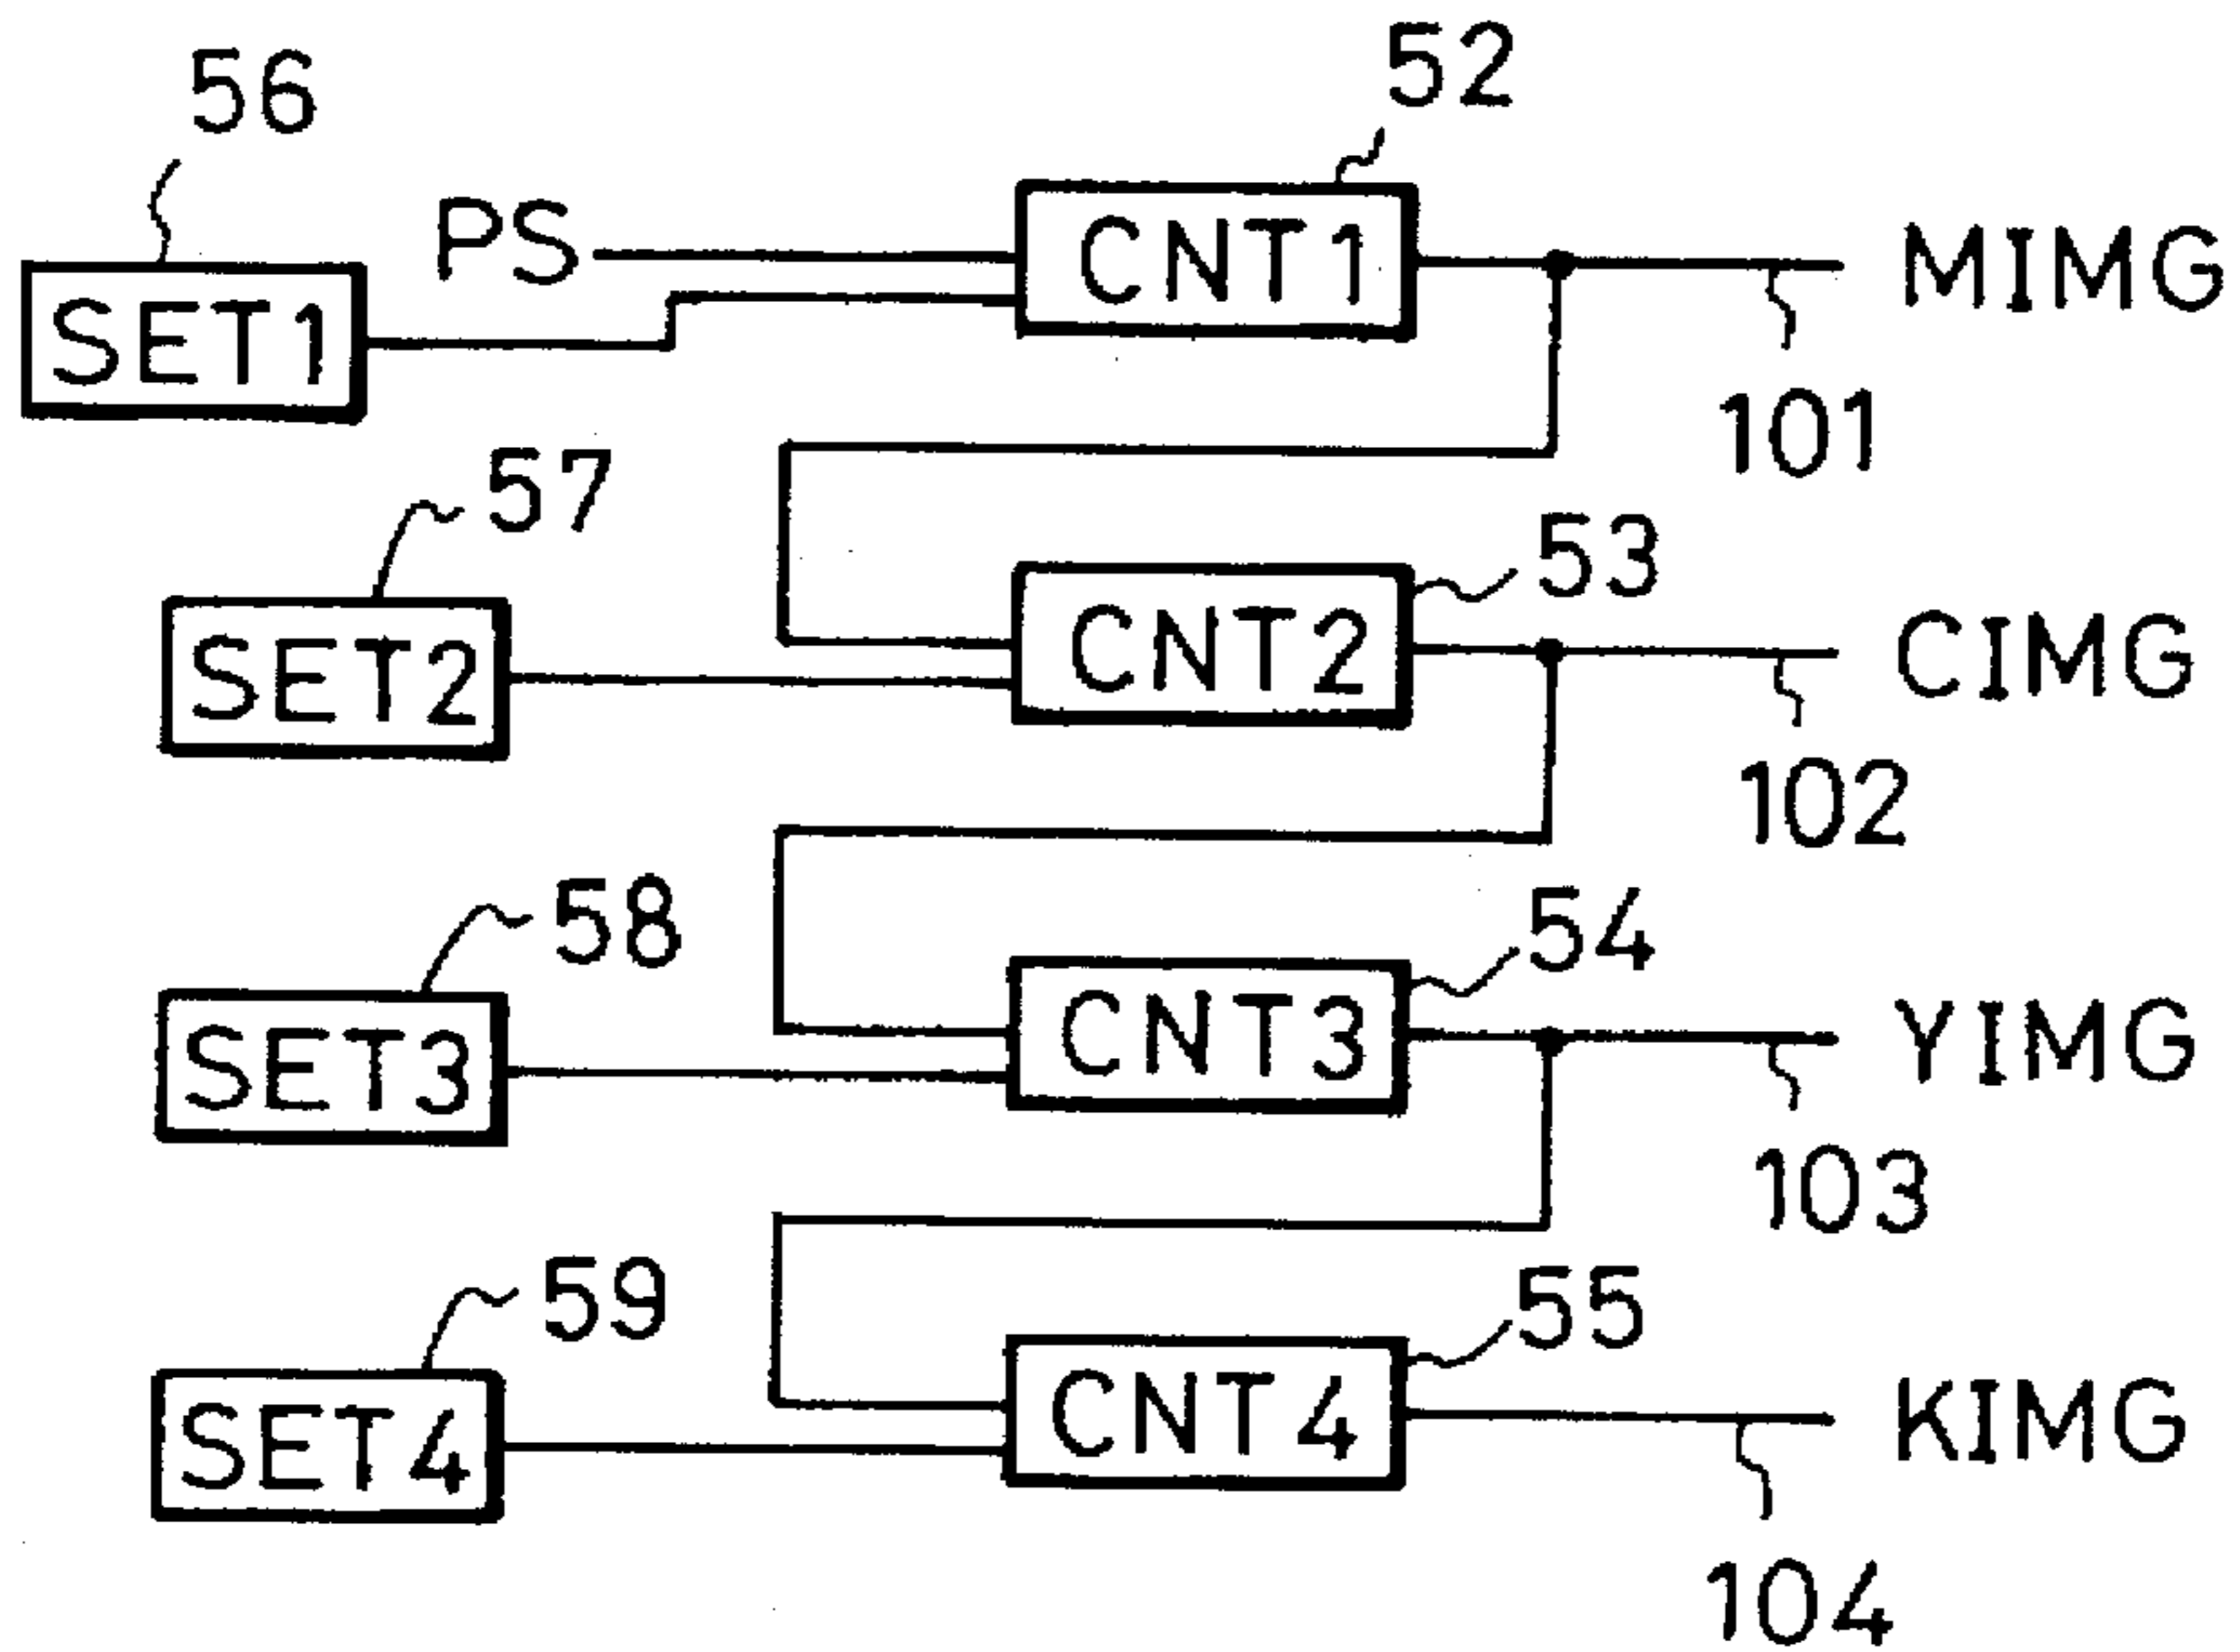 56
52
PS
CNT1
MIMG
SET1
101
57
53
CNT2
CIMG
SET2
102
58
54
CNT3
YIMG
SET3
103
59
55
CNT4
KIMG
SET4
104